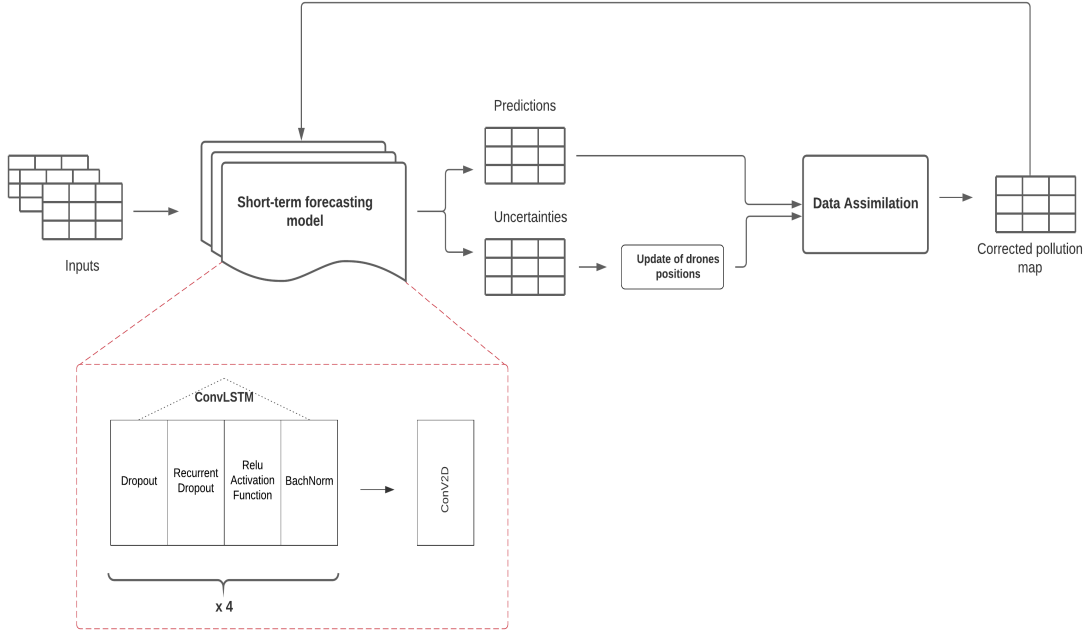 Predictions
Short-term forecasting
model
Uncertainties
Data Assimilation
Inputs
Update of drones
positions
Corrected pollution
map
ConvLSTM
Dropout
Recurrent
Dropout
Relu
Activation
Function
BachNorm
ConV2D
x 4